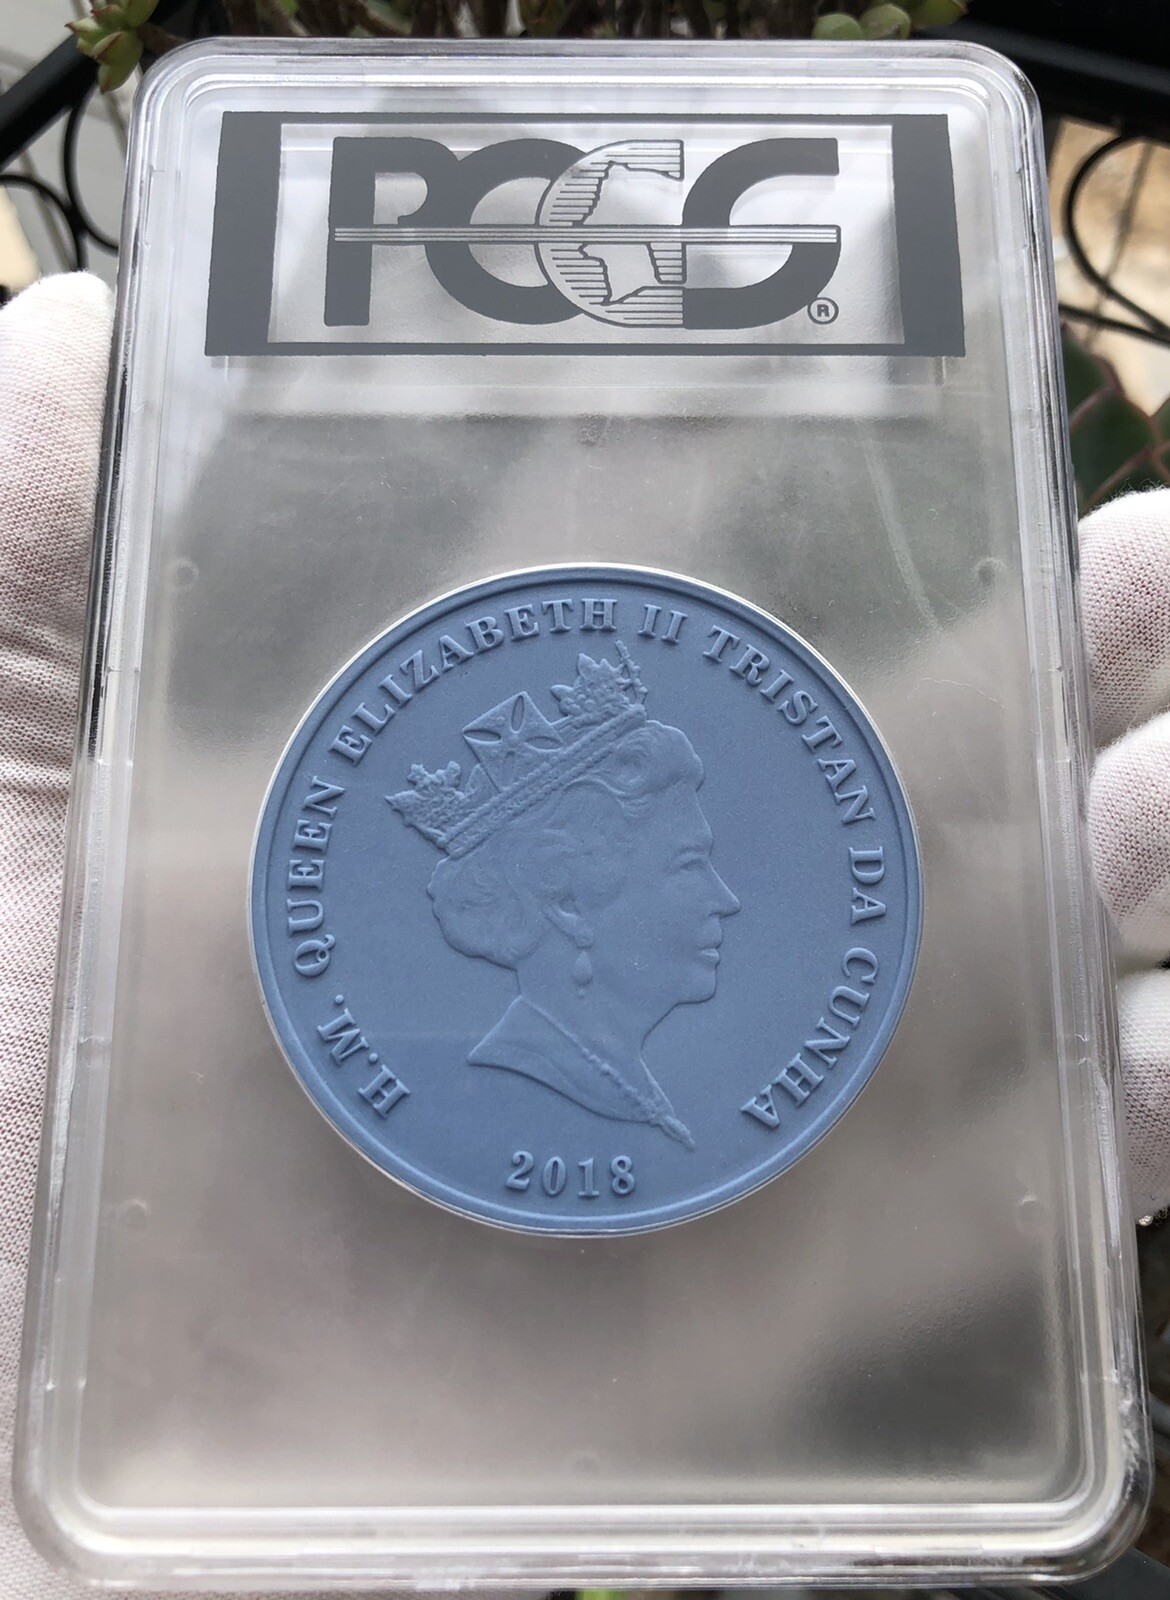 PCGS®
H.M. QUEEN ELIZABETH II TRISTAN DA CUNHA
2018